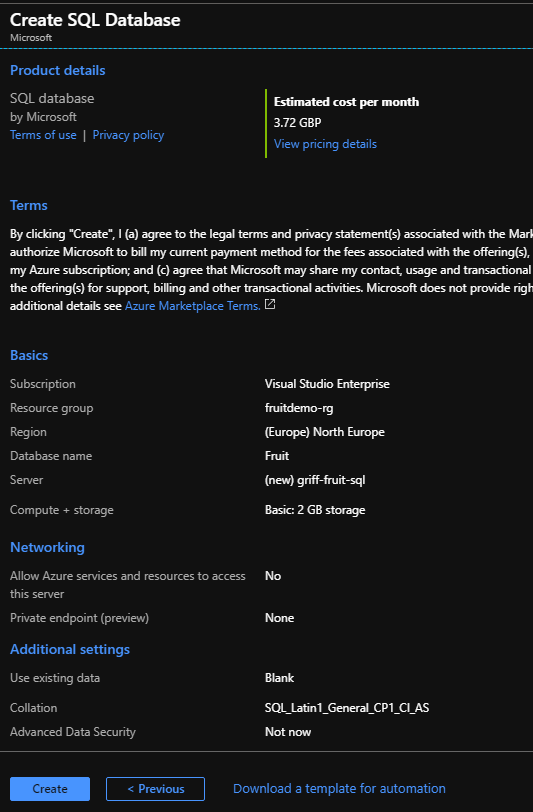 Create SQL Database
Microsoft
Product details
SQL database
by Microsoft
Terms of use | Privacy policy
Estimated cost per month
3.72 GBP
View pricing details
Terms
By clicking "Create", I (a) agree to the legal terms and privacy statement(s) associated with the
authorize Microsoft to bill my current payment method for the fees associated with the offering(s),
my Azure subscription; and (c) agree that Microsoft may share my contact, usage and transactional
the offering(s) for support, billing and other transactional activities. Microsoft does not provide
additional details see Azure Marketplace Terms.
Basics
Subscription Visual Studio Enterprise
Resource group fruitdemo-rg
Region (Europe) North Europe
Database name Fruit
Server (new) griff-fruit-sql
Compute + storage Basic: 2 GB storage
Networking
Allow Azure services and resources to access No
this server
Private endpoint (preview) None
Additional settings
Use existing data Blank
Collation SQL_Latin1_General_CP1_CI_AS
Advanced Data Security Not now
Create
< Previous
Download a template for automation